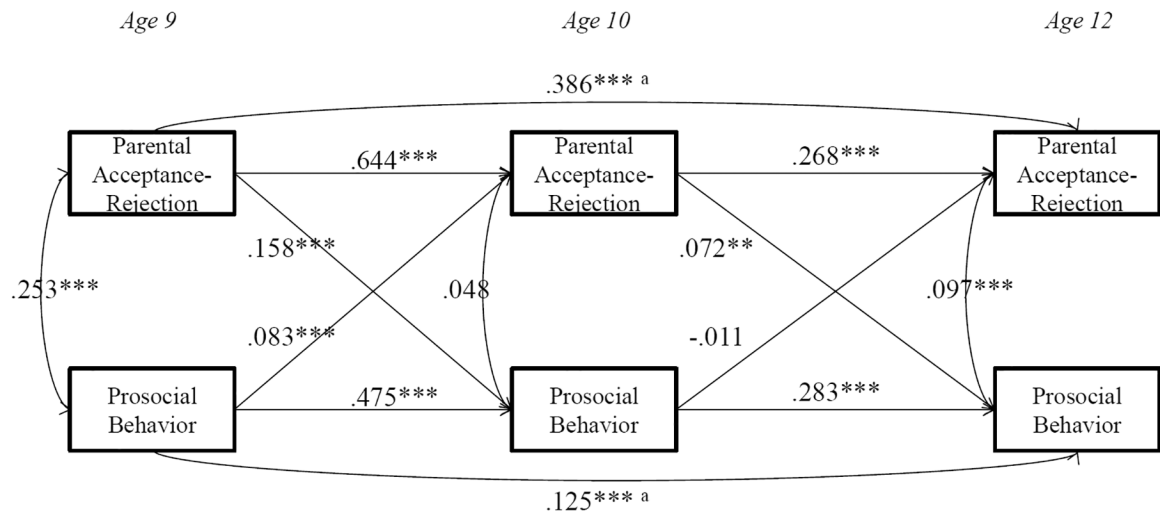 Age 9
Age 10
Age 12
.386*** a
Parental
Acceptance-
Rejection
.644***
Parental
Acceptance-
Rejection
.268***
Parental
Acceptance-
Rejection
.158***
.072**
.253***
.048
.097***
.083***
-.011
Prosocial
Behavior
.475***
Prosocial
Behavior
.283***
Prosocial
Behavior
.125*** a